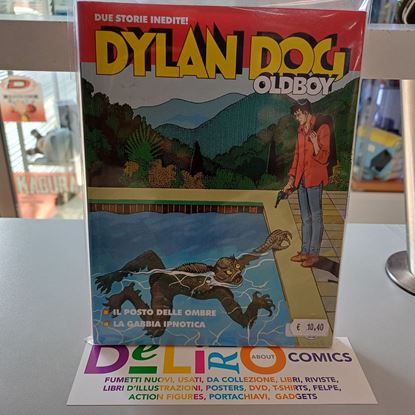 DUE STORIE INEDITE!
DYLAN DOG
OLDBOY
IL POSTO DELLE OMBRE
LA GABBIA IPNOTICA
€ 10,40
DeLiRO ABOUT COMICS
FUMETTI NUOVI, USATI, DA COLLEZIONE, LIBRI, RIVISTE,
LIBRI D'ILLUSTRAZIONI, POSTERS, DVD, T-SHIRTS, FELPE,
ACTION FIGURES, PORTACHIAVI, GADGETS